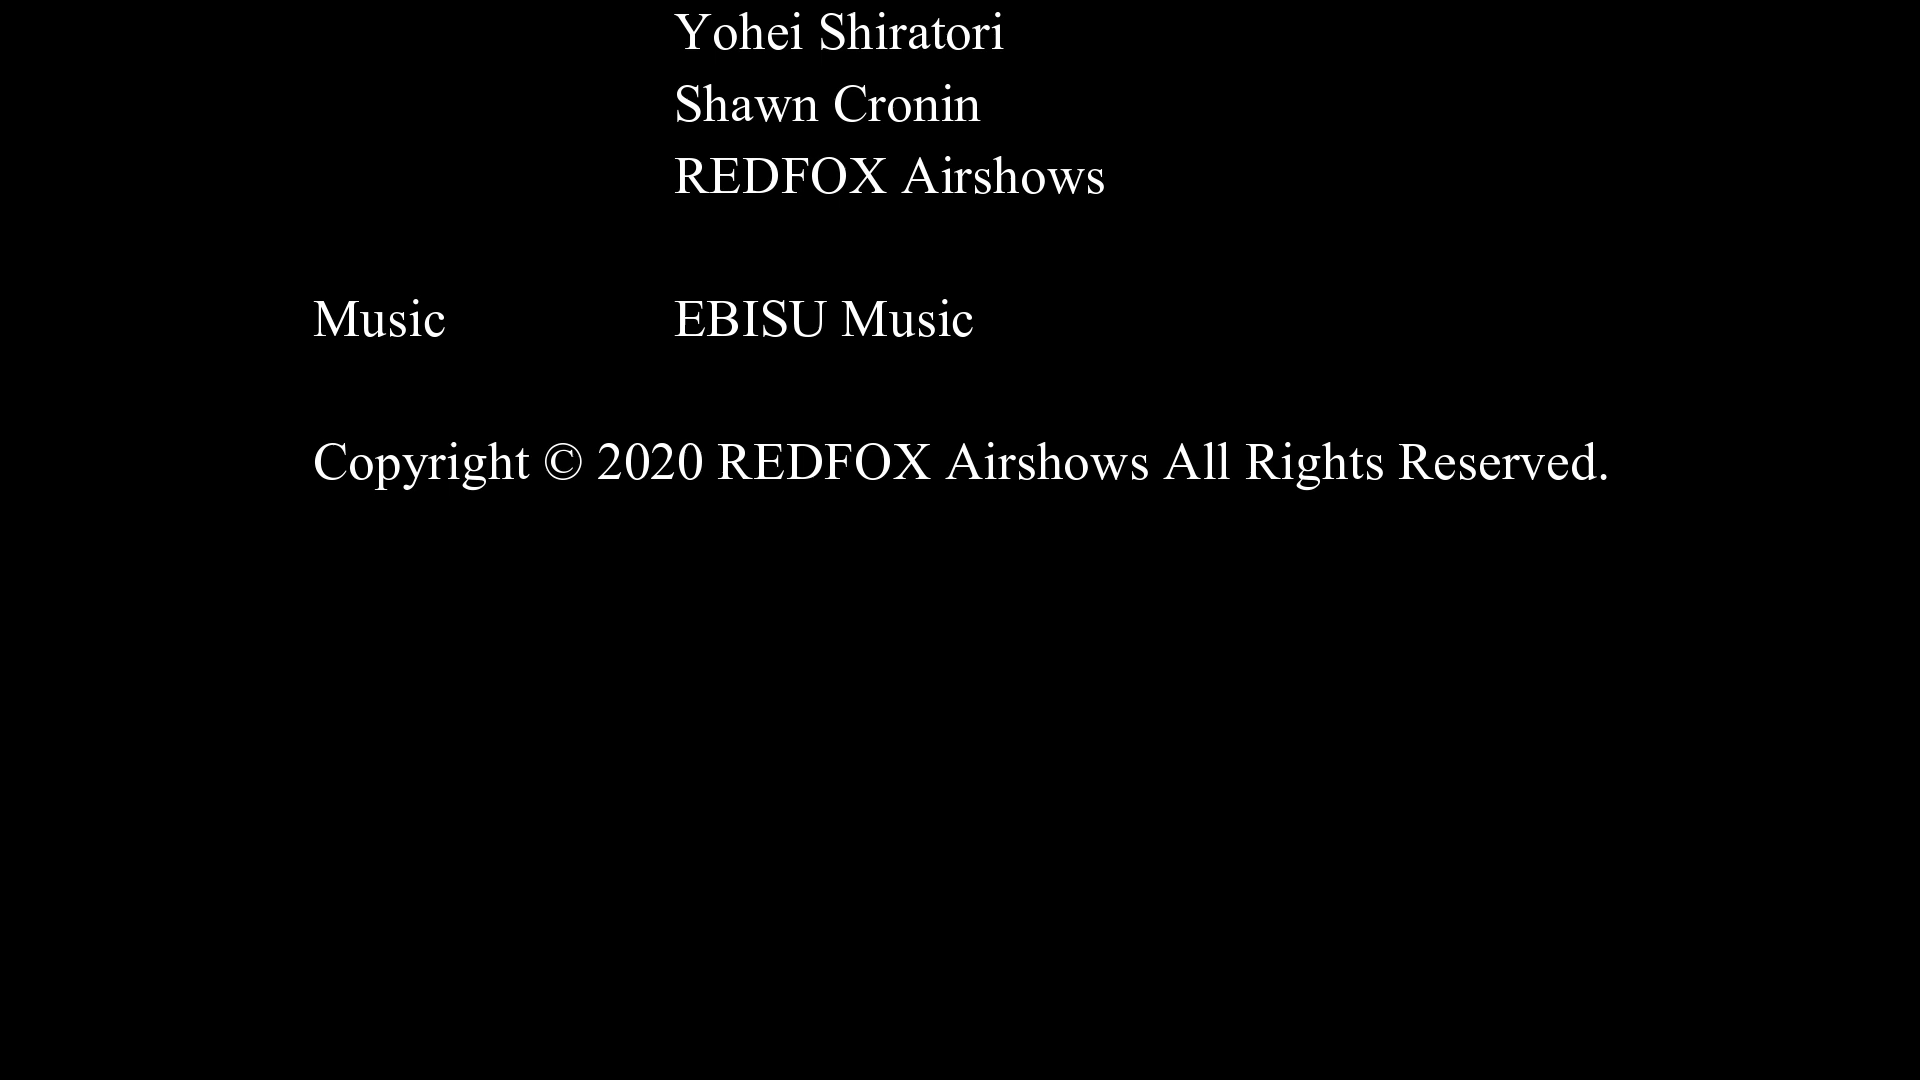 Yohei Shiratori
Shawn Cronin
REDFOX Airshows
Music EBISU Music
Copyright © 2020 REDFOX Airshows All Rights Reserved.